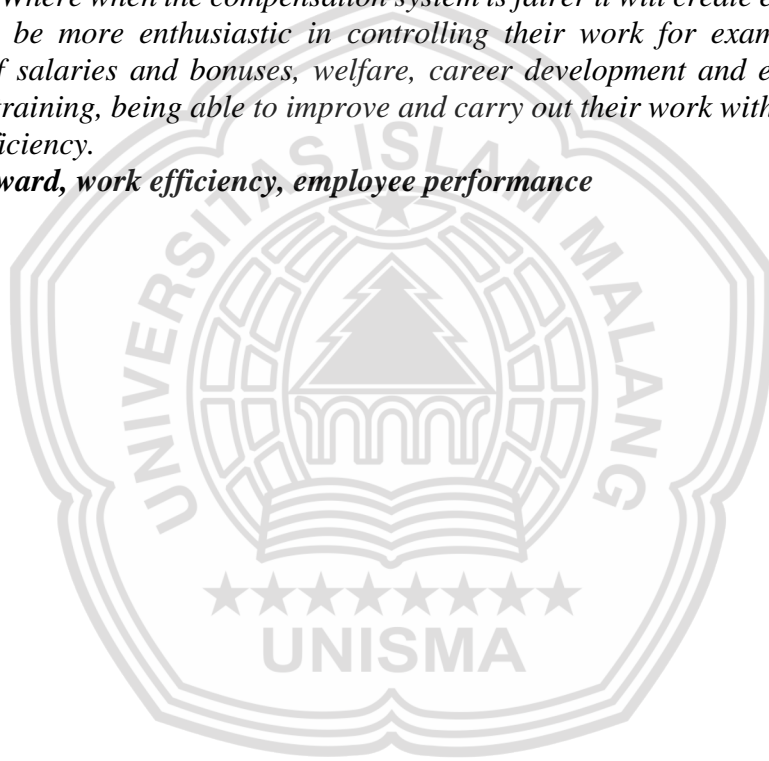 Where when the compensation system is fairer it will create
be more enthusiastic in controlling their work for exam
f salaries and bonuses, welfare, career development and e
training, being able to improve and carry out their work with
ficiency.
ward, work efficiency, employee performance
UNIVERSITAS ISLAM MALANG
UNISMA